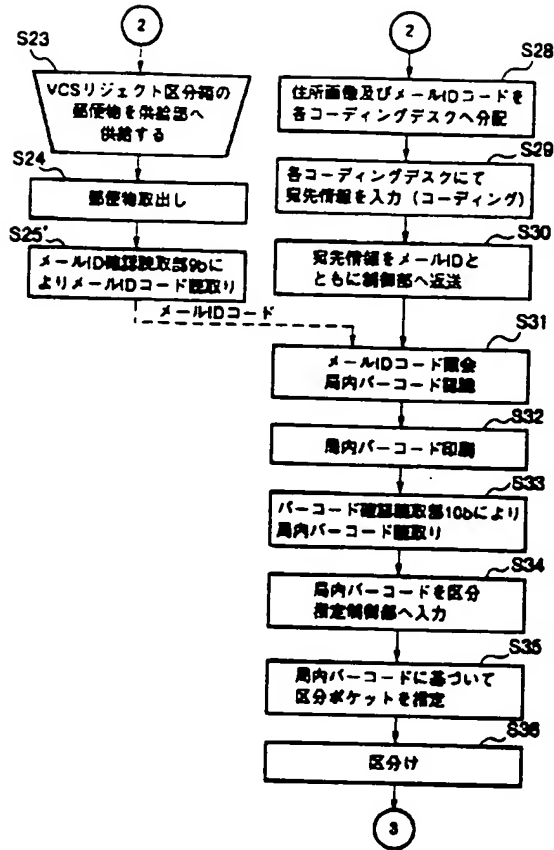 2
S23
VCSリジェクト区分箱の
郵便物を供給部へ
供給する
S24
郵便物取出し
S25'
メールID確認読取部9bに
よりメールIDコード読取り
メールIDコード
2
S28
住所画像及びメールIDコードを
各コーディングデスクへ分配
S29
各コーディングデスクにて
宛先情報を入力(コーディング)
S30
宛先情報をメールIDと
ともに制御部へ返送
S31
メールIDコード照会
局内バーコード認識
S32
局内バーコード印刷
S33
バーコード確認読取部10bにより
局内バーコード読取り
S34
局内バーコードを区分
指定制御部へ入力
S35
局内バーコードに基づいて
区分ポケットを指定
S36
区分け
3